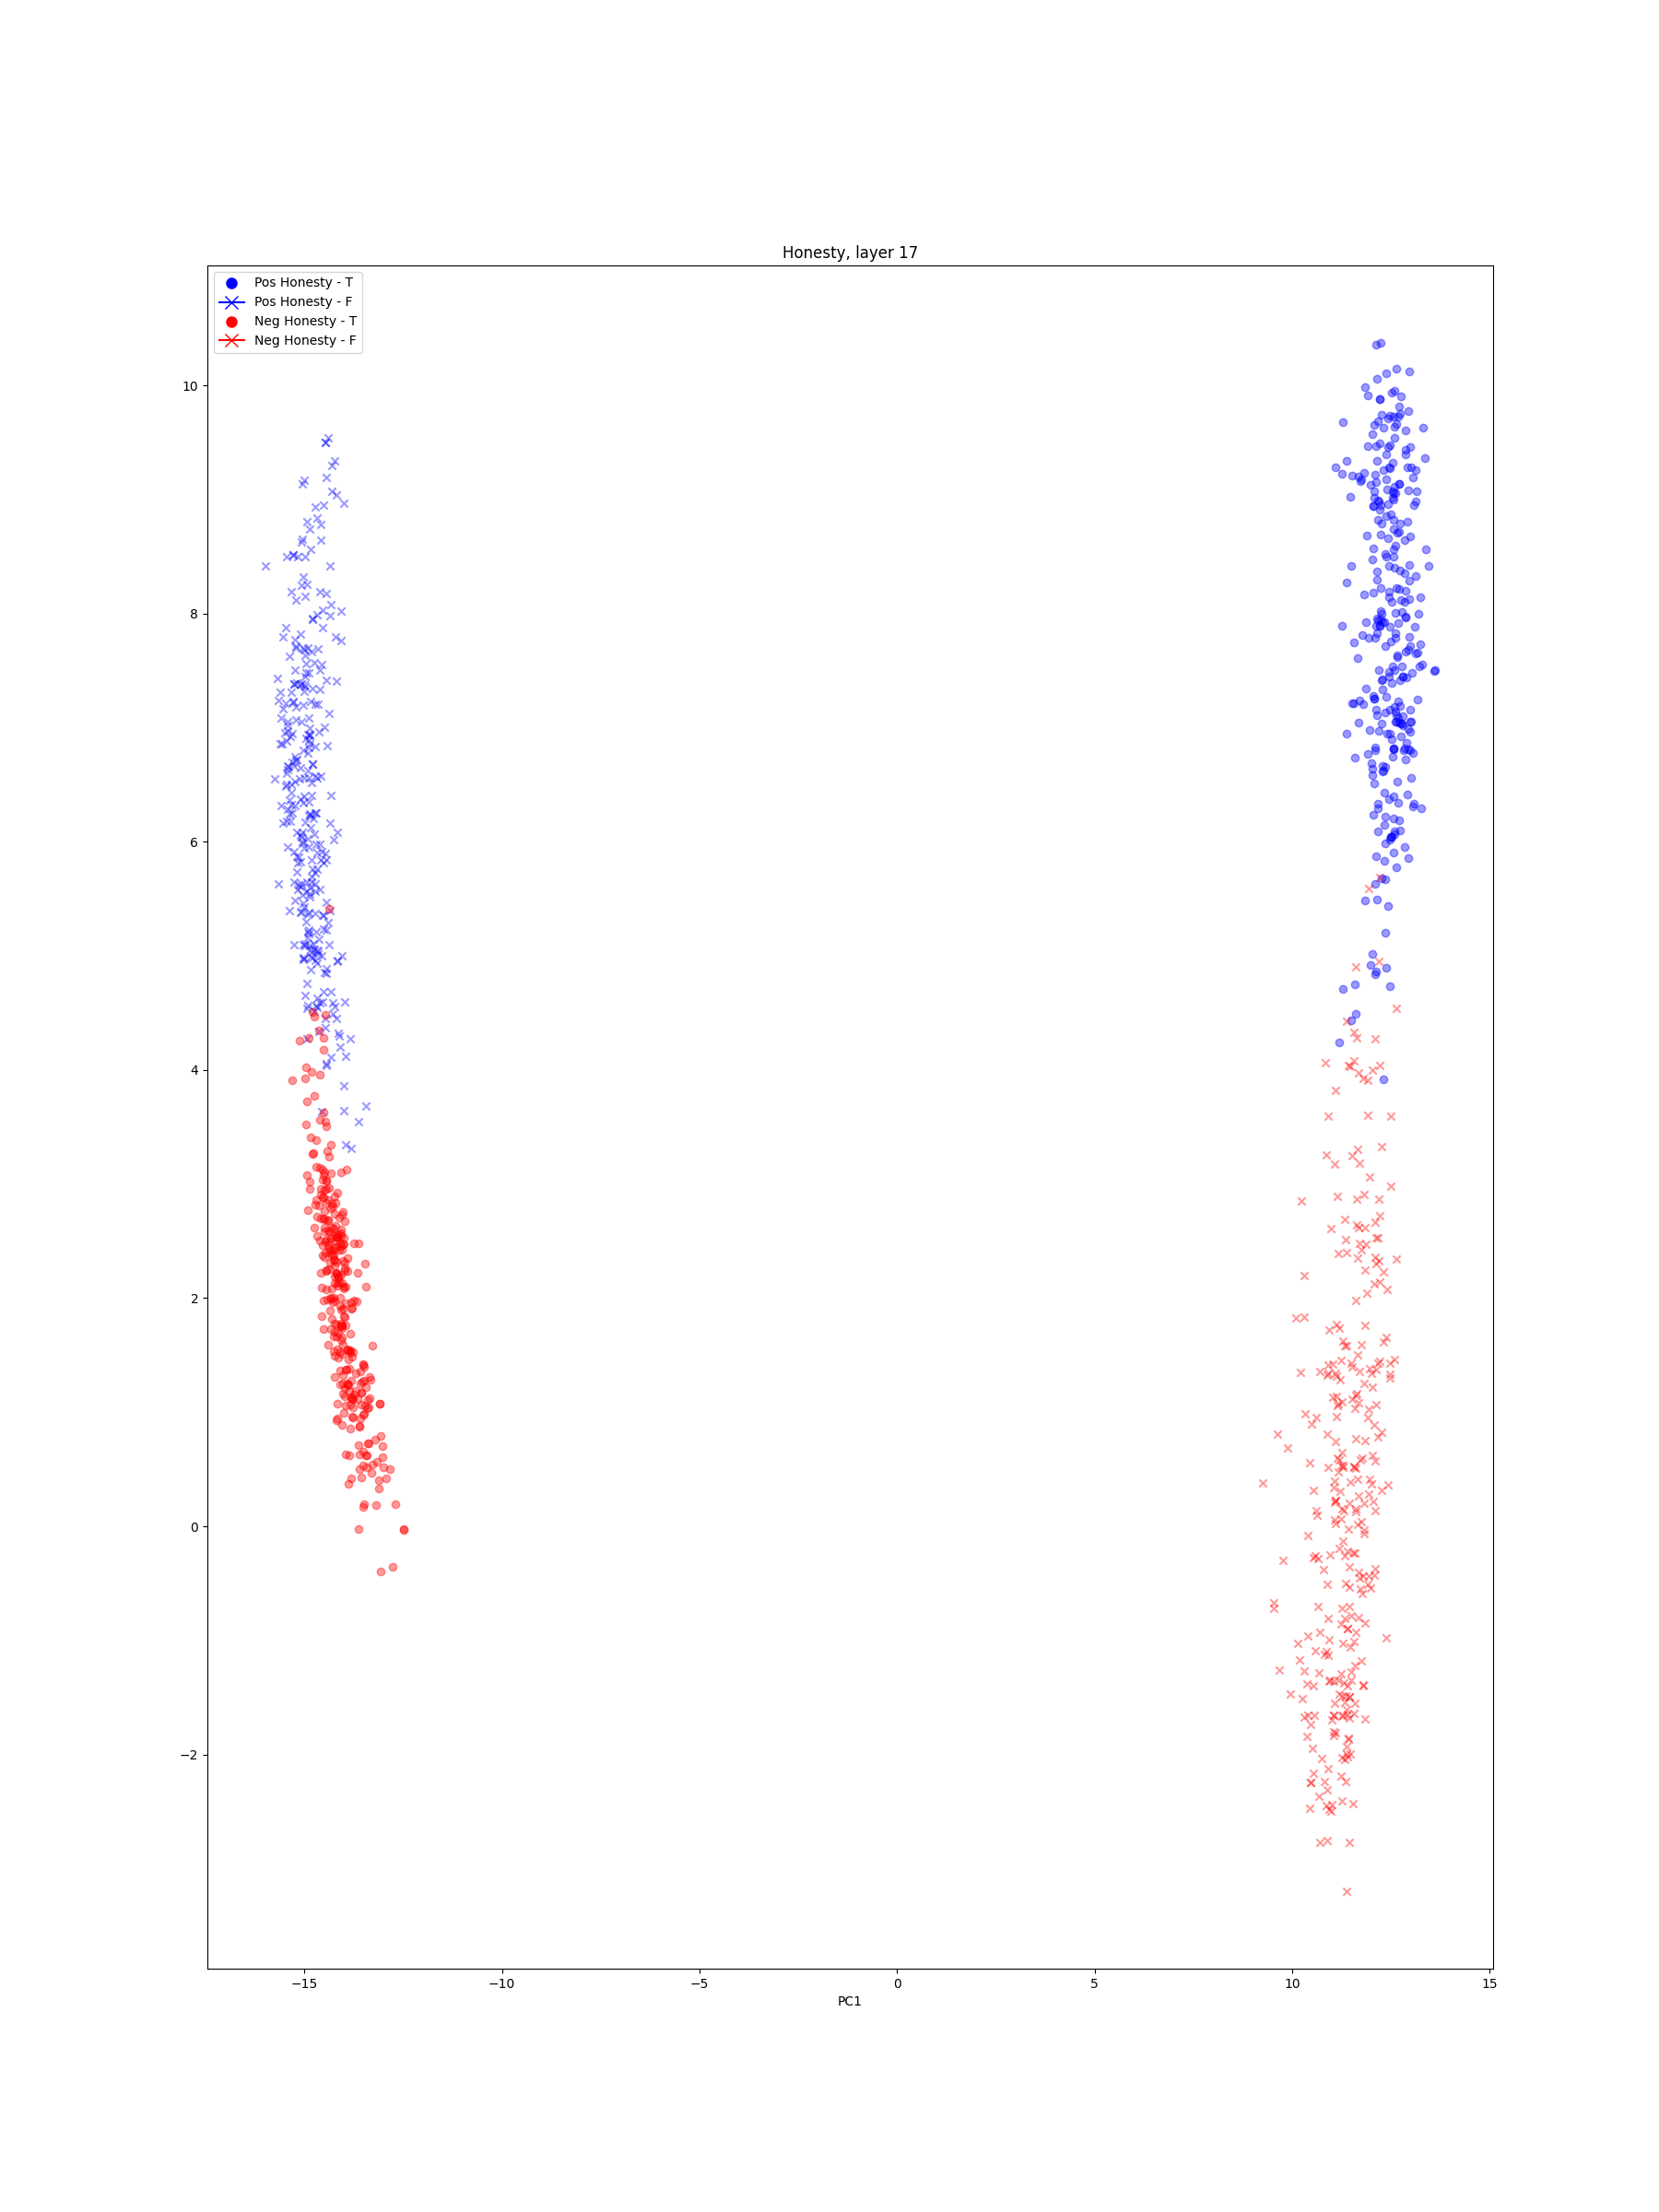 Honesty, layer 17
Pos Honesty - T
Pos Honesty - F
Neg Honesty - T
Neg Honesty - F
10
8
6
4
2
0
−2
−15 −10 −5 0 5 10 15
PC1